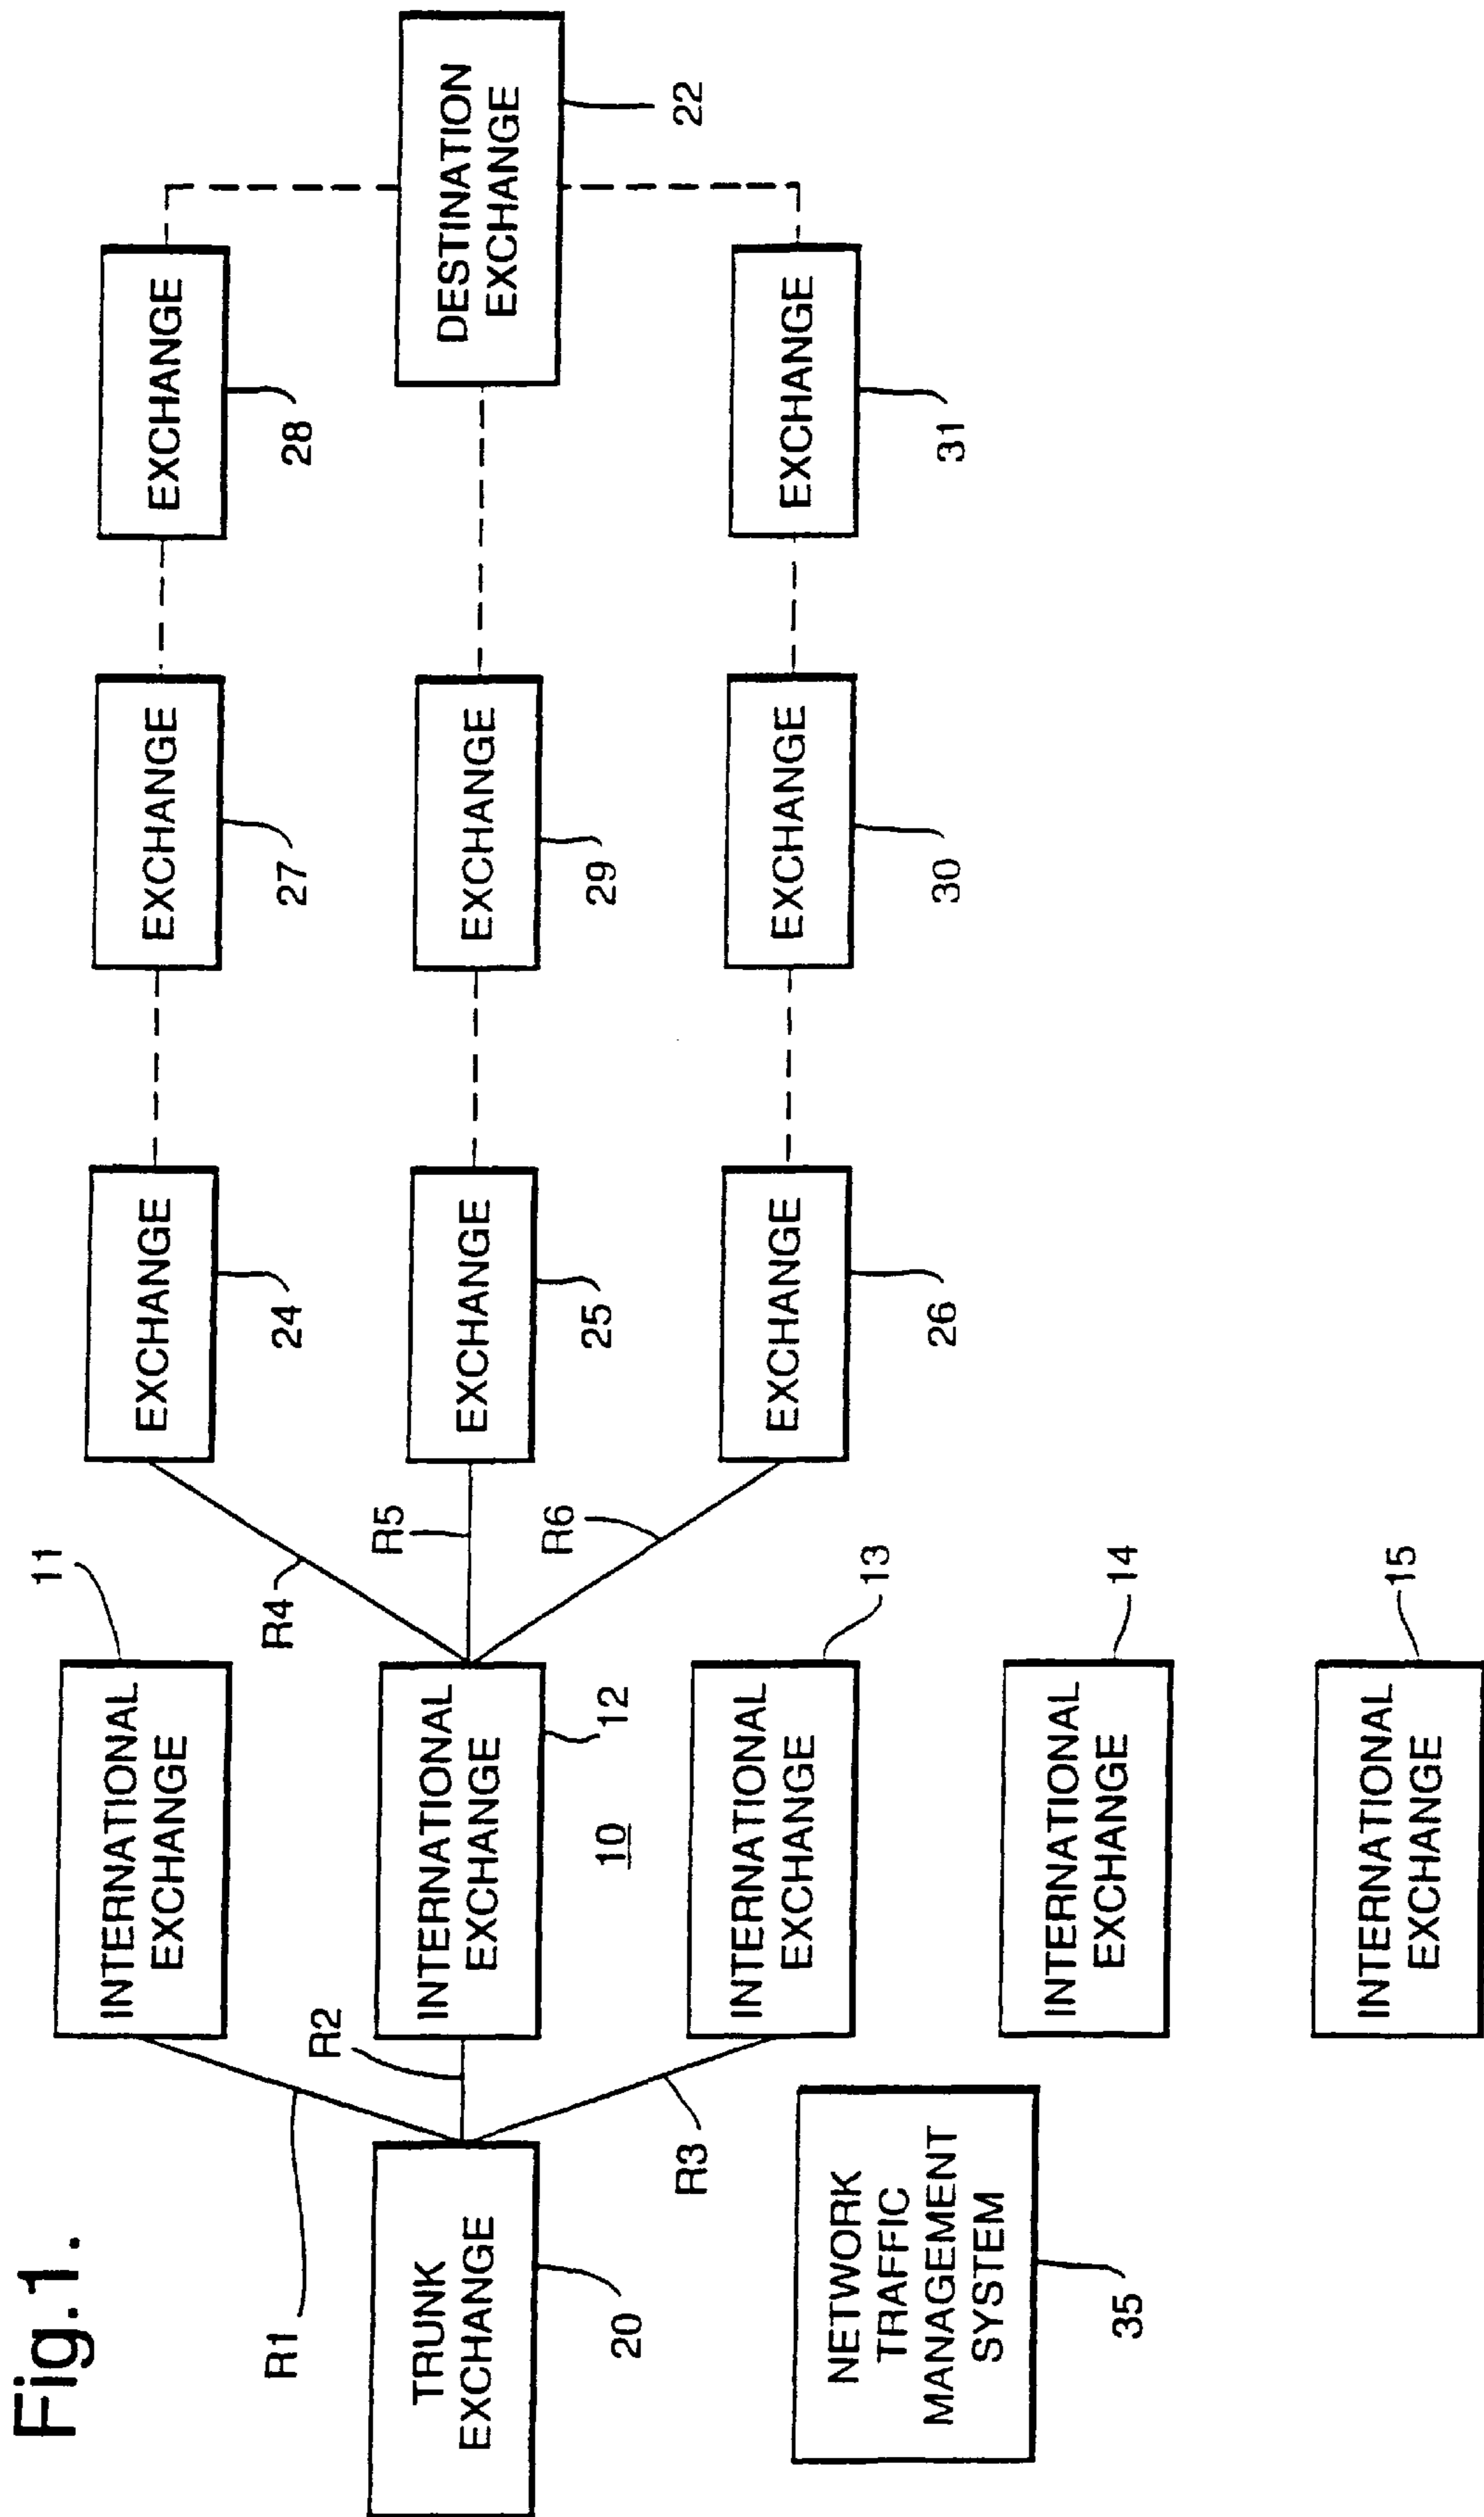 Fig.1.
R1
TRUNK
EXCHANGE
20
R2
R3
NETWORK
TRAFFIC
MANAGEMENT
SYSTEM
35
INTERNATIONAL
EXCHANGE
11
INTERNATIONAL
EXCHANGE
12
10
INTERNATIONAL
EXCHANGE
13
INTERNATIONAL
EXCHANGE
14
INTERNATIONAL
EXCHANGE
15
R4
R5
R6
EXCHANGE
24
EXCHANGE
25
EXCHANGE
26
EXCHANGE
27
EXCHANGE
29
EXCHANGE
30
EXCHANGE
28
EXCHANGE
31
DESTINATION
EXCHANGE
22